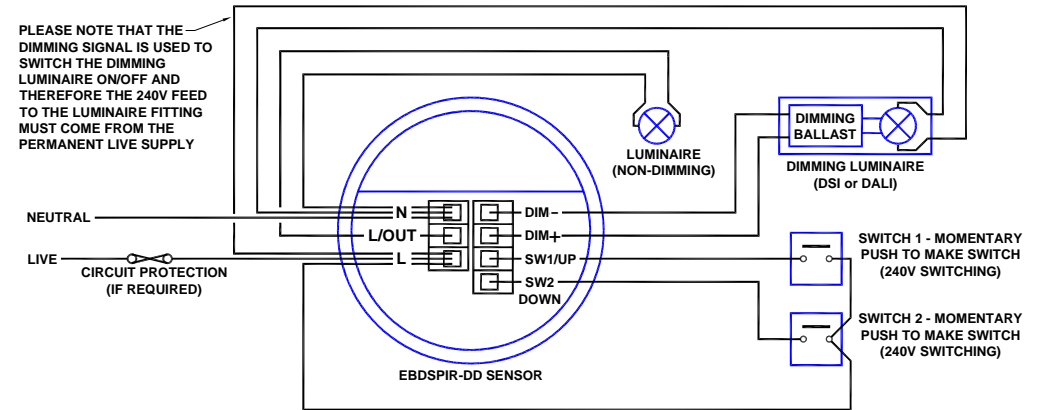 PLEASE NOTE THAT THE
DIMMING SIGNAL IS USED TO
SWITCH THE DIMMING
LUMINAIRE ON/OFF AND
THEREFORE THE 240V FEED
TO THE LUMINAIRE FITTING
MUST COME FROM THE
PERMANENT LIVE SUPPLY
LUMINAIRE
(NON-DIMMING)
DIMMING
BALLAST
DIMMING LUMINAIRE
(DSI or DALI)
NEUTRAL
LIVE
CIRCUIT PROTECTION
(IF REQUIRED)
N
L/OUT
L
DIM-
DIM+
SW1/UP
SW2
DOWN
EBDSPIR-DD SENSOR
SWITCH 1 - MOMENTARY
PUSH TO MAKE SWITCH
(240V SWITCHING)
SWITCH 2 - MOMENTARY
PUSH TO MAKE SWITCH
(240V SWITCHING)